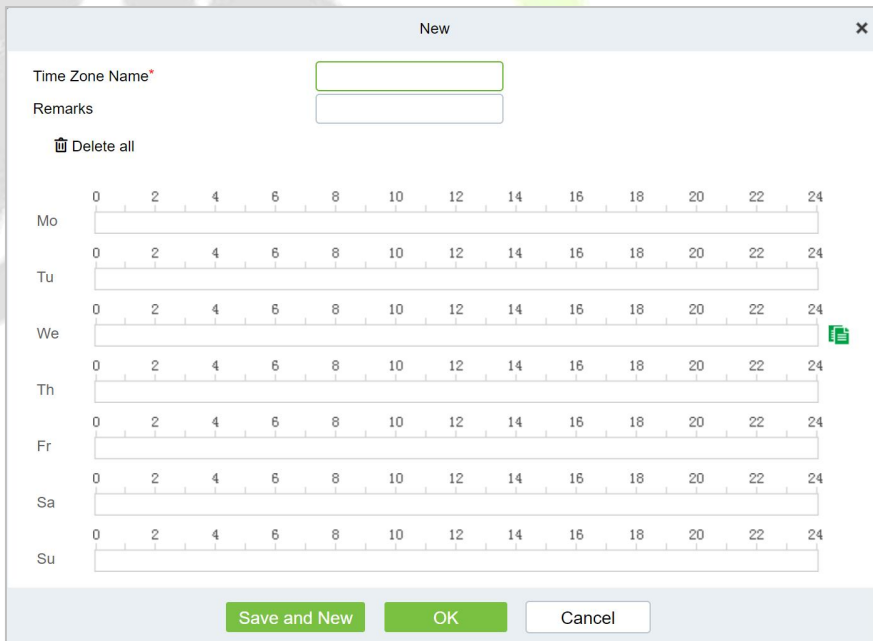 New
Time Zone Name*
Remarks
Delete all
0 2 4 6 8 10 12 14 16 18 20 22 24
Mo
0 2 4 6 8 10 12 14 16 18 20 22 24
Tu
0 2 4 6 8 10 12 14 16 18 20 22 24
We
0 2 4 6 8 10 12 14 16 18 20 22 24
Th
0 2 4 6 8 10 12 14 16 18 20 22 24
Fr
0 2 4 6 8 10 12 14 16 18 20 22 24
Sa
0 2 4 6 8 10 12 14 16 18 20 22 24
Su
Save and New OK Cancel